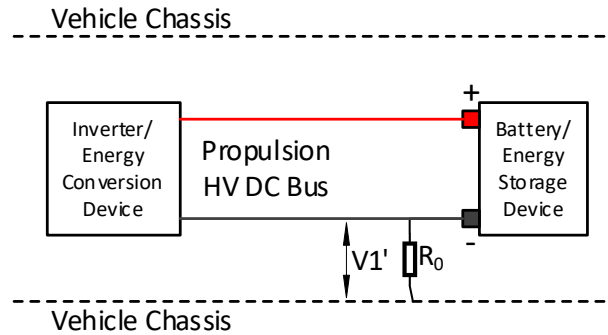 Vehicle Chassis
+
Inverter/
Energy
Conversion
Device
Propulsion
HV DC Bus
Battery/
Energy
Storage
Device
-
V1'
R₀
Vehicle Chassis